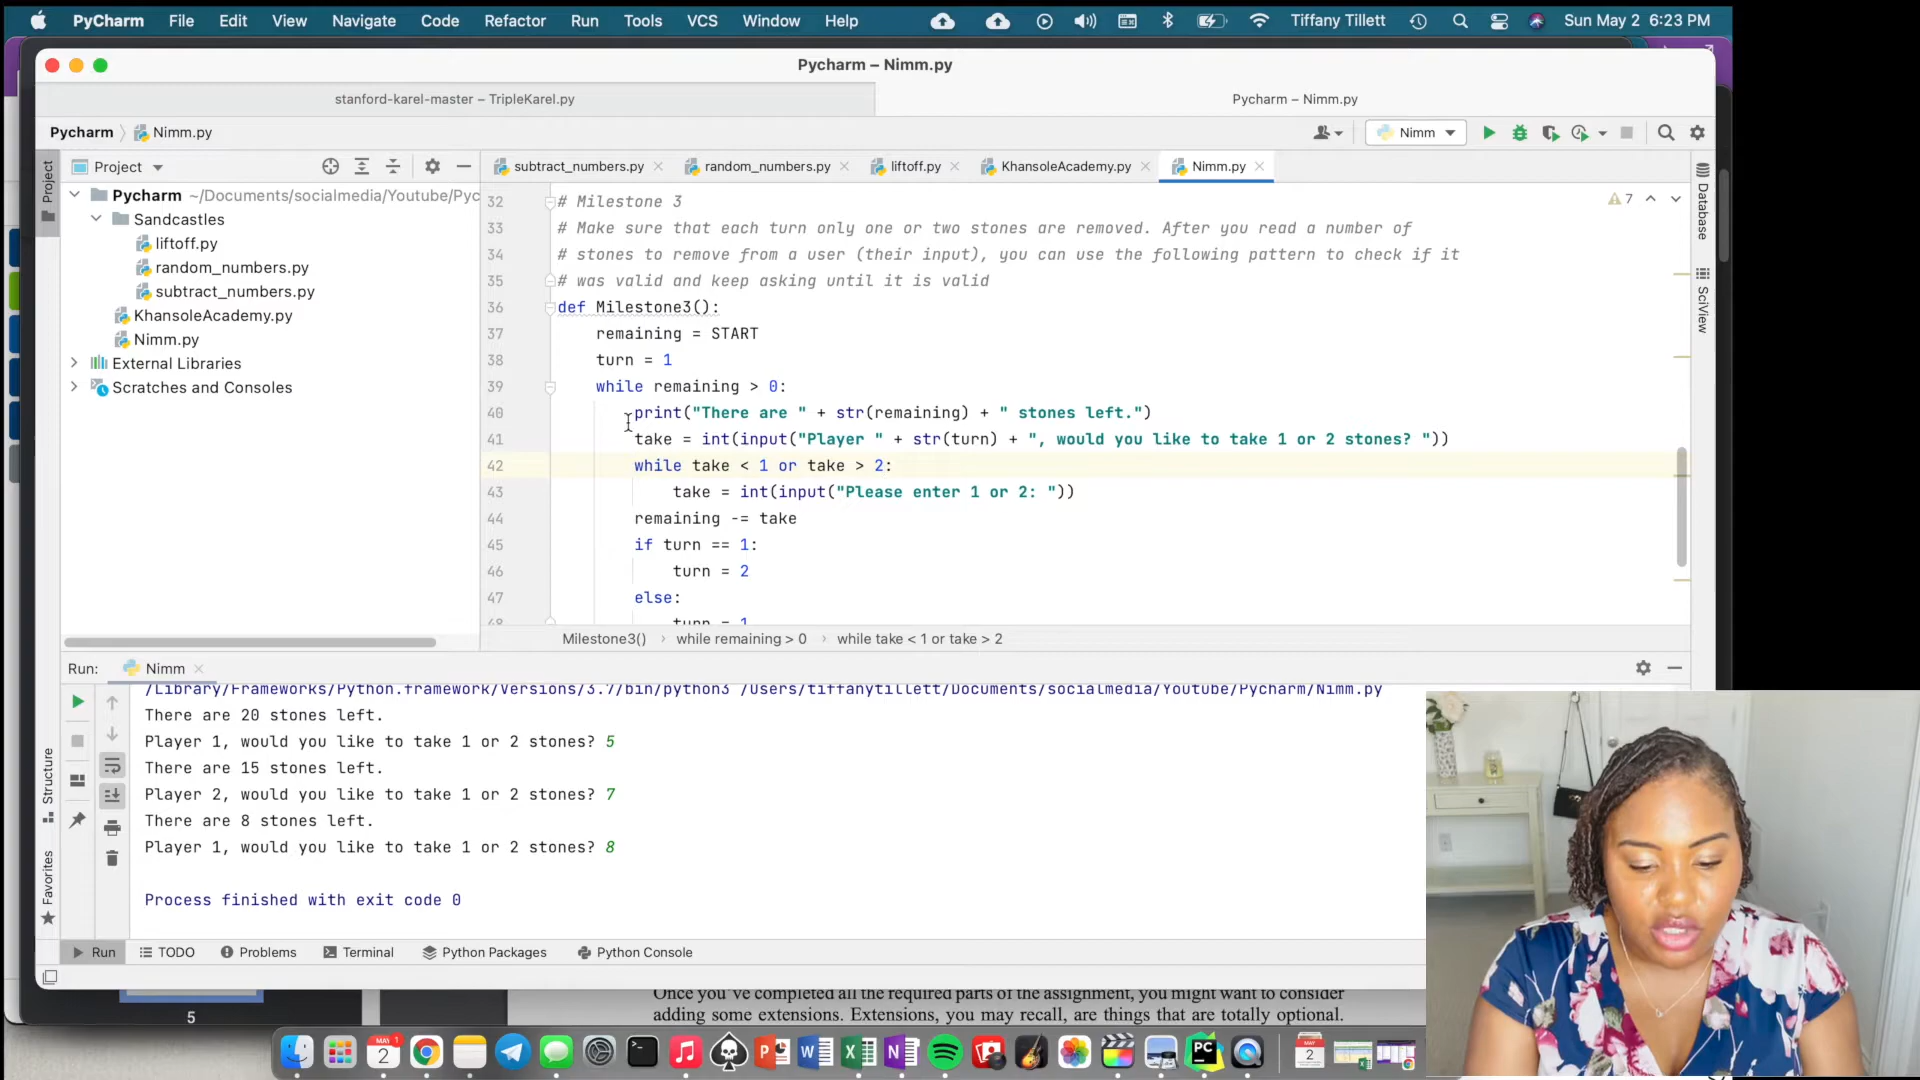 PyCharm File Edit View Navigate Code Refactor Run Tools VCS Window Help Tiffany Tillett Sun May 2 6:23 PM
Pycharm – Nimm.py
stanford-karel-master – TripleKarel.py
Pycharm – Nimm.py
Pycharm Nimm.py
Nimm
Project
Project
subtract_numbers.py random_numbers.py liftoff.py KhansoleAcademy.py Nimm.py
Pycharm ~/Documents/socialmedia/Youtube/Pyc
Sandcastles
liftoff.py
random_numbers.py
subtract_numbers.py
KhansoleAcademy.py
Nimm.py
External Libraries
Scratches and Consoles
7
Database
SciView
32 # Milestone 3
33 # Make sure that each turn only one or two stones are removed. After you read a number of
34 # stones to remove from a user (their input), you can use the following pattern to check if it
35 # was valid and keep asking until it is valid
36 def Milestone3():
37 remaining = START
38 turn = 1
39 while remaining > 0:
40 print("There are " + str(remaining) + " stones left.")
41 take = int(input("Player " + str(turn) + ", would you like to take 1 or 2 stones? "))
42 while take < 1 or take > 2:
43 take = int(input("Please enter 1 or 2: "))
44 remaining -= take
45 if turn == 1:
46 turn = 2
47 else:
48 turn = 1
Milestone3() while remaining > 0 while take < 1 or take > 2
Run: Nimm
/Library/Frameworks/Python.framework/Versions/3.7/bin/python3 /Users/tiffanytillett/Documents/socialmedia/Youtube/Pycharm/Nimm.py
There are 20 stones left.
Player 1, would you like to take 1 or 2 stones? 5
There are 15 stones left.
Player 2, would you like to take 1 or 2 stones? 7
There are 8 stones left.
Player 1, would you like to take 1 or 2 stones? 8
Process finished with exit code 0
Structure
Favorites
Run TODO Problems Terminal Python Packages Python Console
Once you've completed all the required parts of the assignment, you might want to consider
adding some extensions. Extensions, you may recall, are things that are totally optional.
5
MAY
2
PC
MAY
2